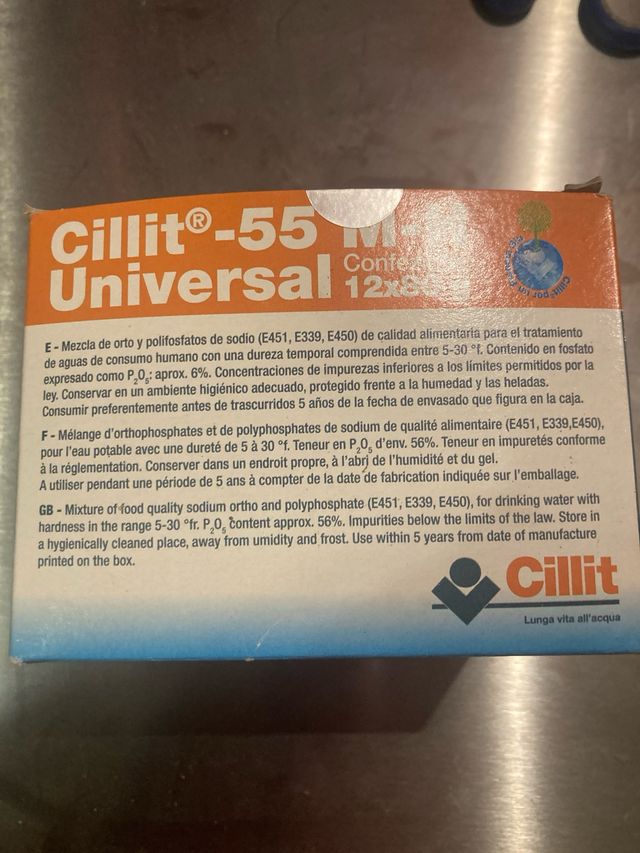 Cillit®-55
Universal
12x8
E - Mezcla de orto y polifosfatos de sodio (E451, E339, E450) de calidad alimentaria para el tratamiento
de aguas de consumo humano con una dureza temporal comprendida entre 5-30 °f. Contenido en fosfato
expresado como P₂O₅: aprox. 6%. Concentraciones de impurezas inferiores a los límites permitidos por la
ley. Conservar en un ambiente higiénico adecuado, protegido frente a la humedad y las heladas.
Consumir preferentemente antes de trascurridos 5 años de la fecha de envasado que figura en la caja.
F - Mélange d'orthophosphates et de polyphosphates de sodium de qualité alimentaire (E451, E339,E450),
pour l'eau potable avec une dureté de 5 à 30 °f. Teneur en P₂O₅ d'env. 56%. Teneur en impuretés conforme
à la réglementation. Conserver dans un endroit propre, à l'abri de l'humidité et du gel.
A utiliser pendant une période de 5 ans à compter de la date de fabrication indiquée sur l'emballage.
GB - Mixture of food quality sodium ortho and polyphosphate (E451, E339, E450), for drinking water with
hardness in the range 5-30 °fr. P₂O₅ content approx. 56%. Impurities below the limits of the law. Store in
a hygienically cleaned place, away from umidity and frost. Use within 5 years from date of manufacture
printed on the box.
Cillit
Lunga vita all'acqua